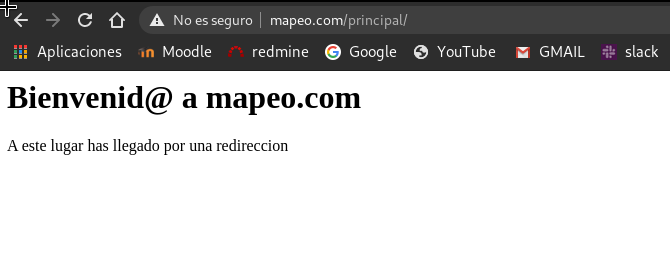 No es seguro | mapeo.com/principal/
Aplicaciones Moodle redmine Google YouTube GMAIL slack
Bienvenid@ a mapeo.com
A este lugar has llegado por una redireccion